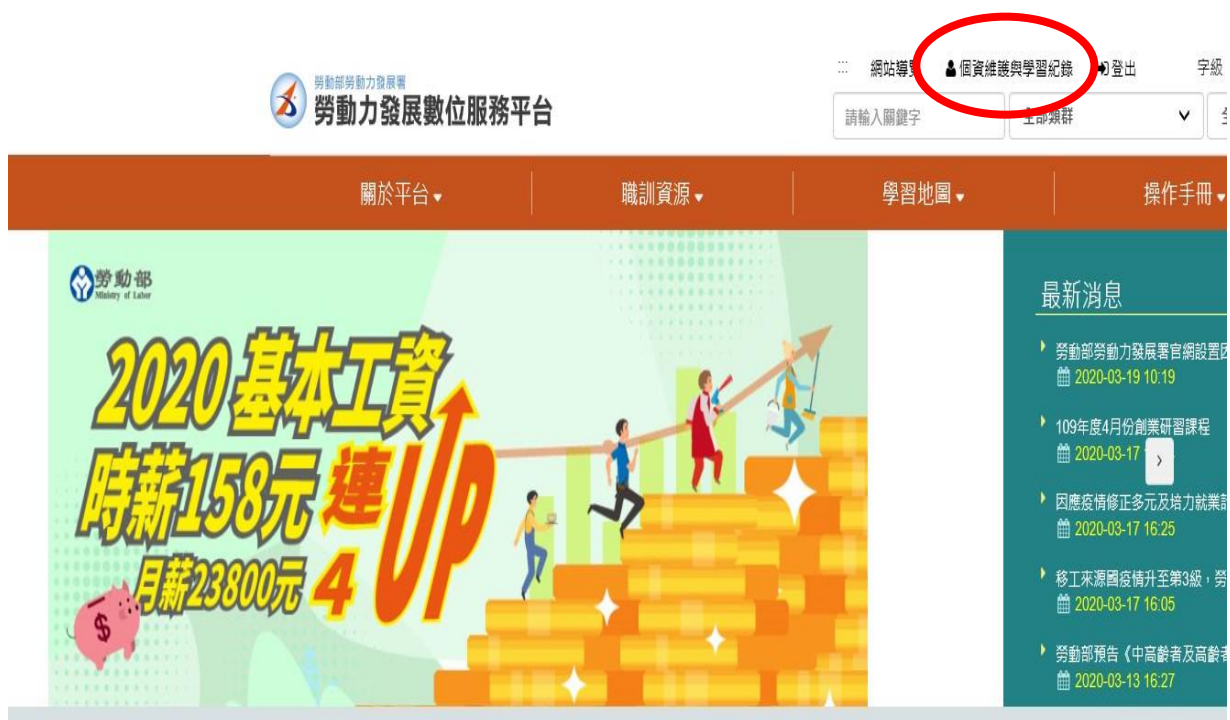 ::: 網站導覽 個資維護與學習紀錄 登出 字級
勞動部勞動力發展署
勞動力發展數位服務平台
請輸入關鍵字 全部類群
關於平台 職訓資源 學習地圖 操作手冊
勞動部
Ministry of Labor
2020 基本工資
時薪158元 連
月薪23800元 4 UP
$
最新消息
勞動部勞動力發展署官網設置因
2020-03-19 10:19
109年度4月份創業研習課程
2020-03-17
因應疫情修正多元及培力就業計
2020-03-17 16:25
移工來源國疫情升至第3級，勞
2020-03-17 16:05
勞動部預告《中高齡者及高齡者
2020-03-13 16:27